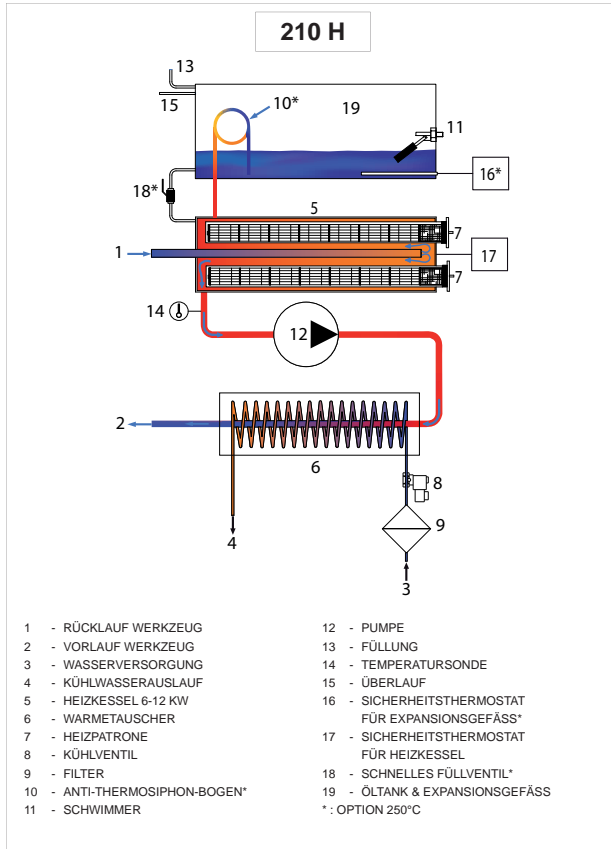 210 H
13
15
10*
19
11
16*
18*
5
7
1
17
7
14
12
2
6
8
9
4
3
1 - RÜCKLAUF WERKZEUG
2 - VORLAUF WERKZEUG
3 - WASSERVERSORGUNG
4 - KÜHLWASSERAUSLAUF
5 - HEIZKESSEL 6-12 KW
6 - WARMETAUSCHER
7 - HEIZPATRONE
8 - KÜHLVENTIL
9 - FILTER
10 - ANTI-THERMOSIPHON-BOGEN*
11 - SCHWIMMER
12 - PUMPE
13 - FÜLLUNG
14 - TEMPERATURSONDE
15 - ÜBERLAUF
16 - SICHERHEITSTHERMOSTAT
FÜR EXPANSIONSGEFÄSS*
17 - SICHERHEITSTHERMOSTAT
FÜR HEIZKESSEL
18 - SCHNELLES FÜLLVENTIL*
19 - ÖLTANK & EXPANSIONSGEFÄSS
* : OPTION 250°C